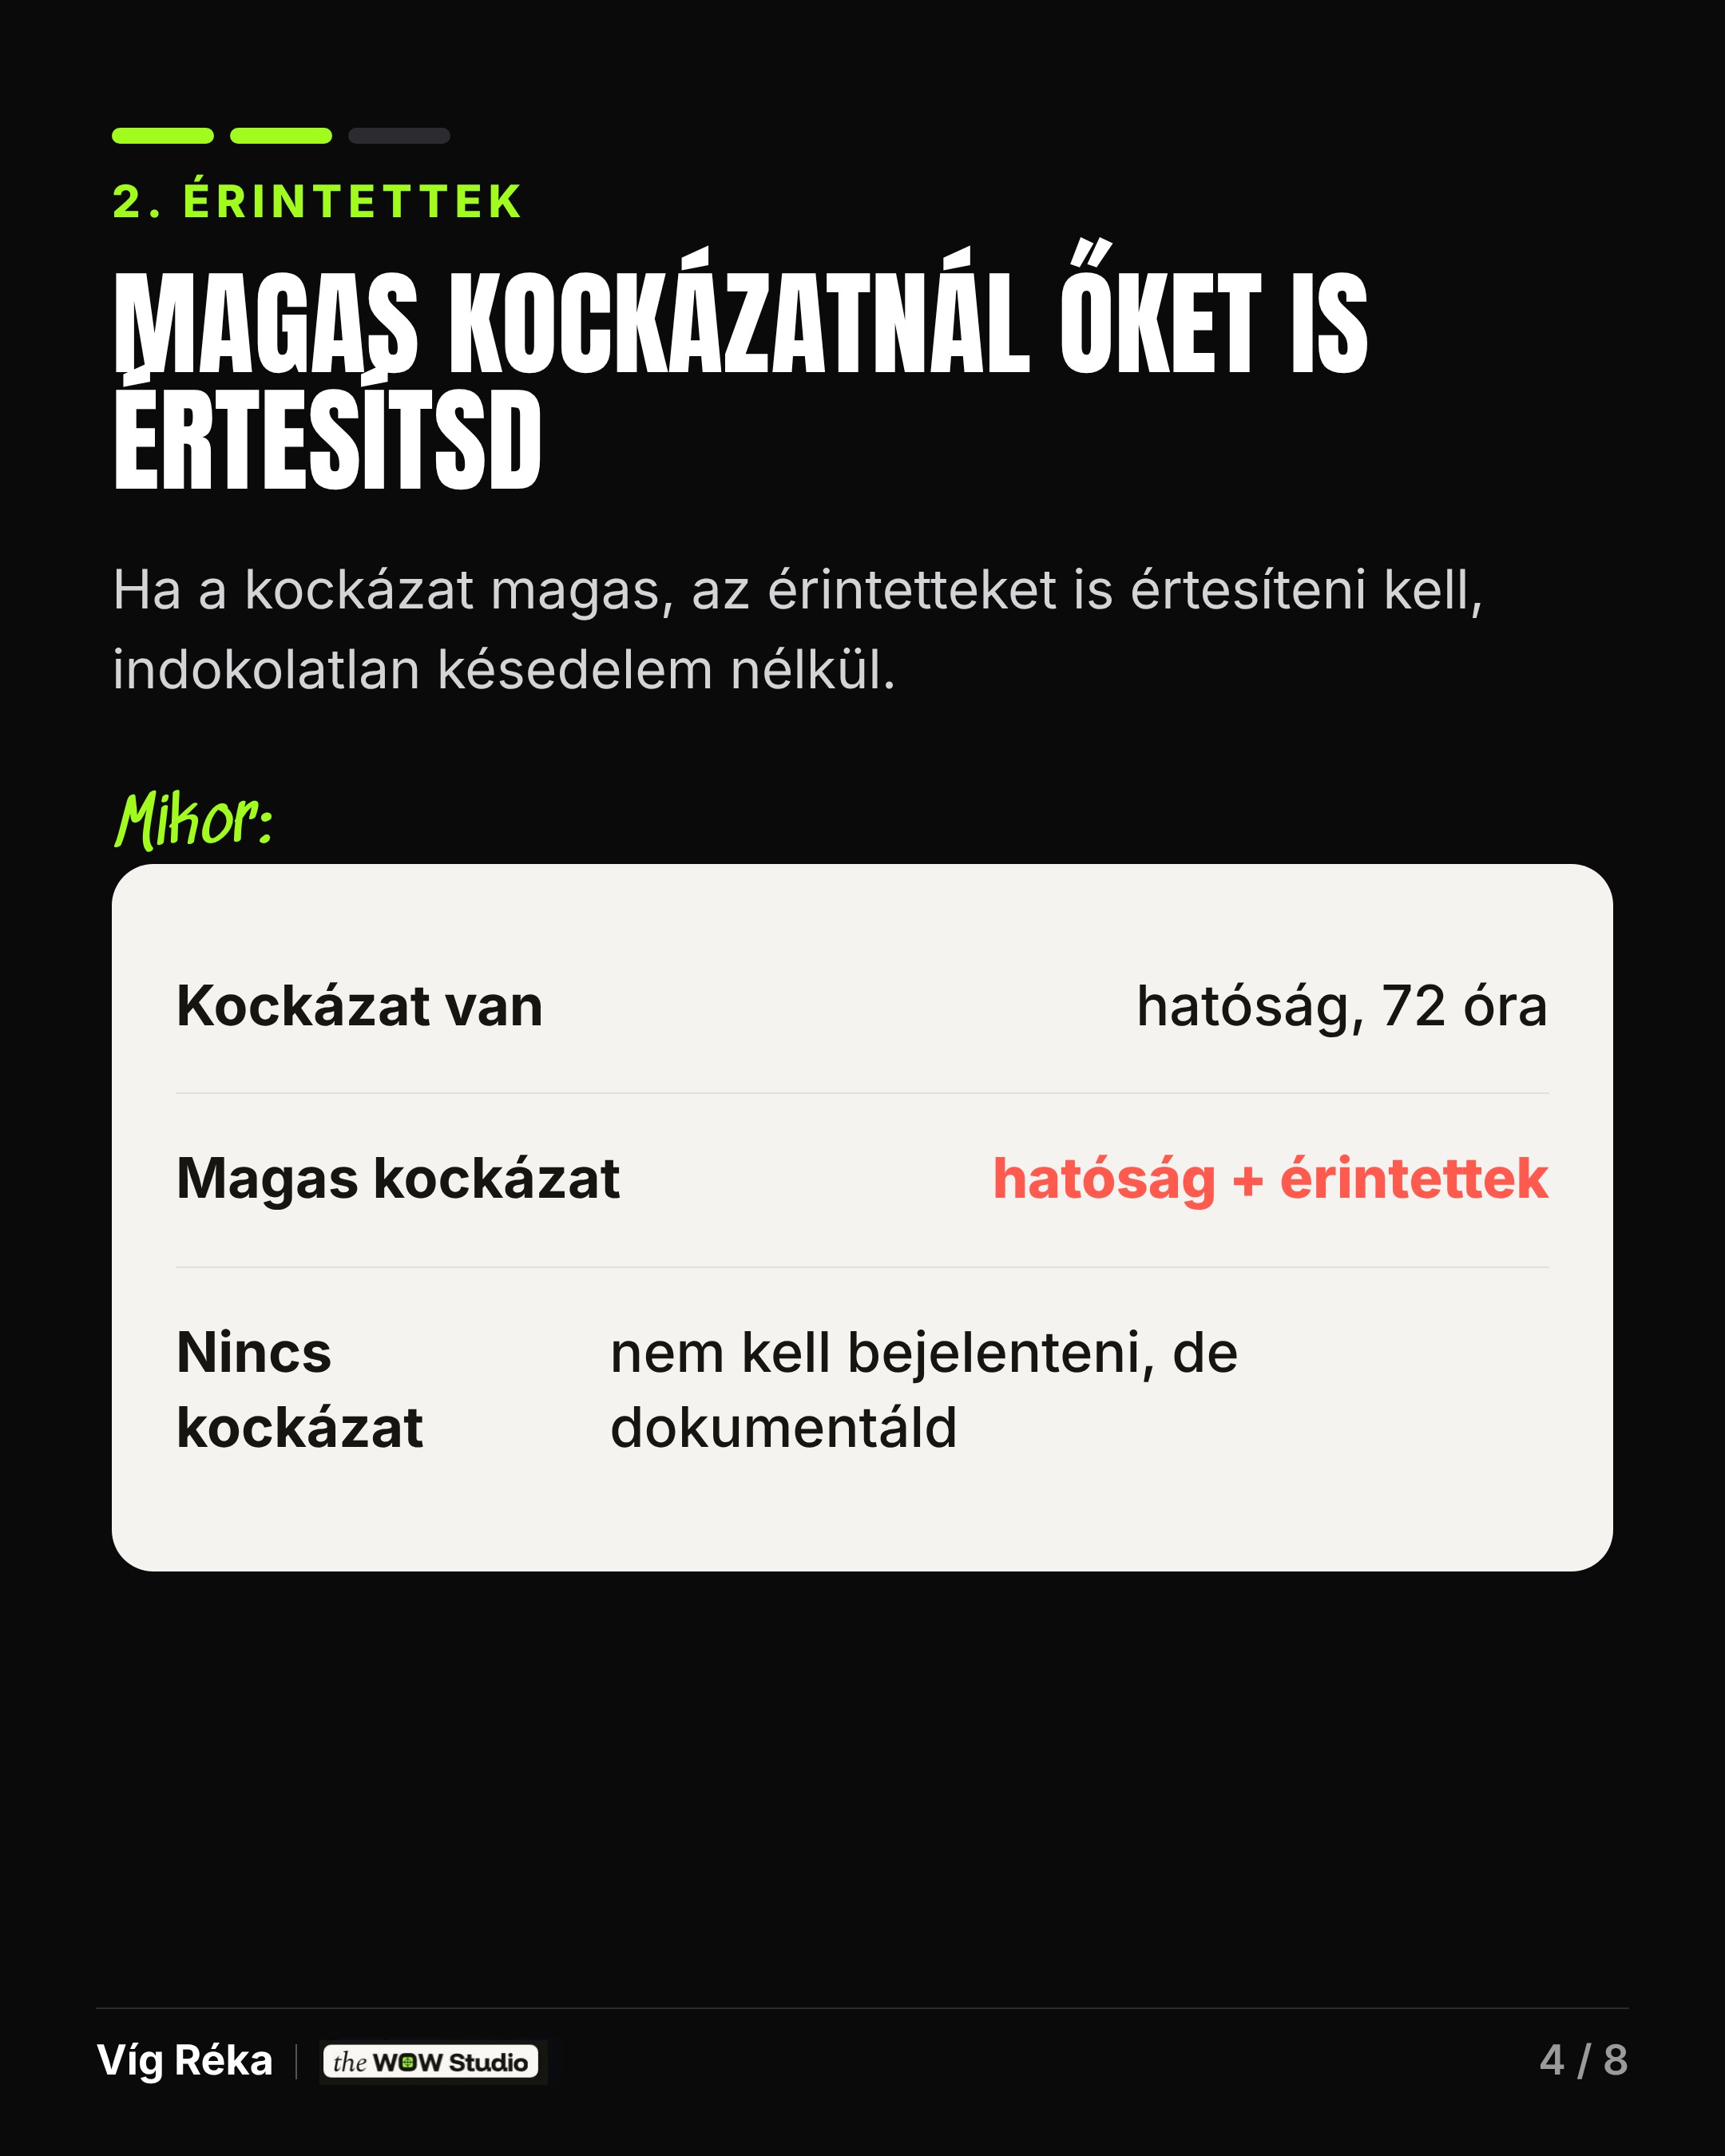 2. ÉRINTETTEK
MAGAS KOCKÁZATNÁL ŐKET IS
ÉRTESÍTSD
Ha a kockázat magas, az érintetteket is értesíteni kell,
indokolatlan késedelem nélkül.
Mikor:
Kockázat van hatóság, 72 óra
Magas kockázat hatóság + érintettek
Nincs nem kell bejelenteni, de
kockázat dokumentáld
Víg Réka the WOW Studio 4 / 8